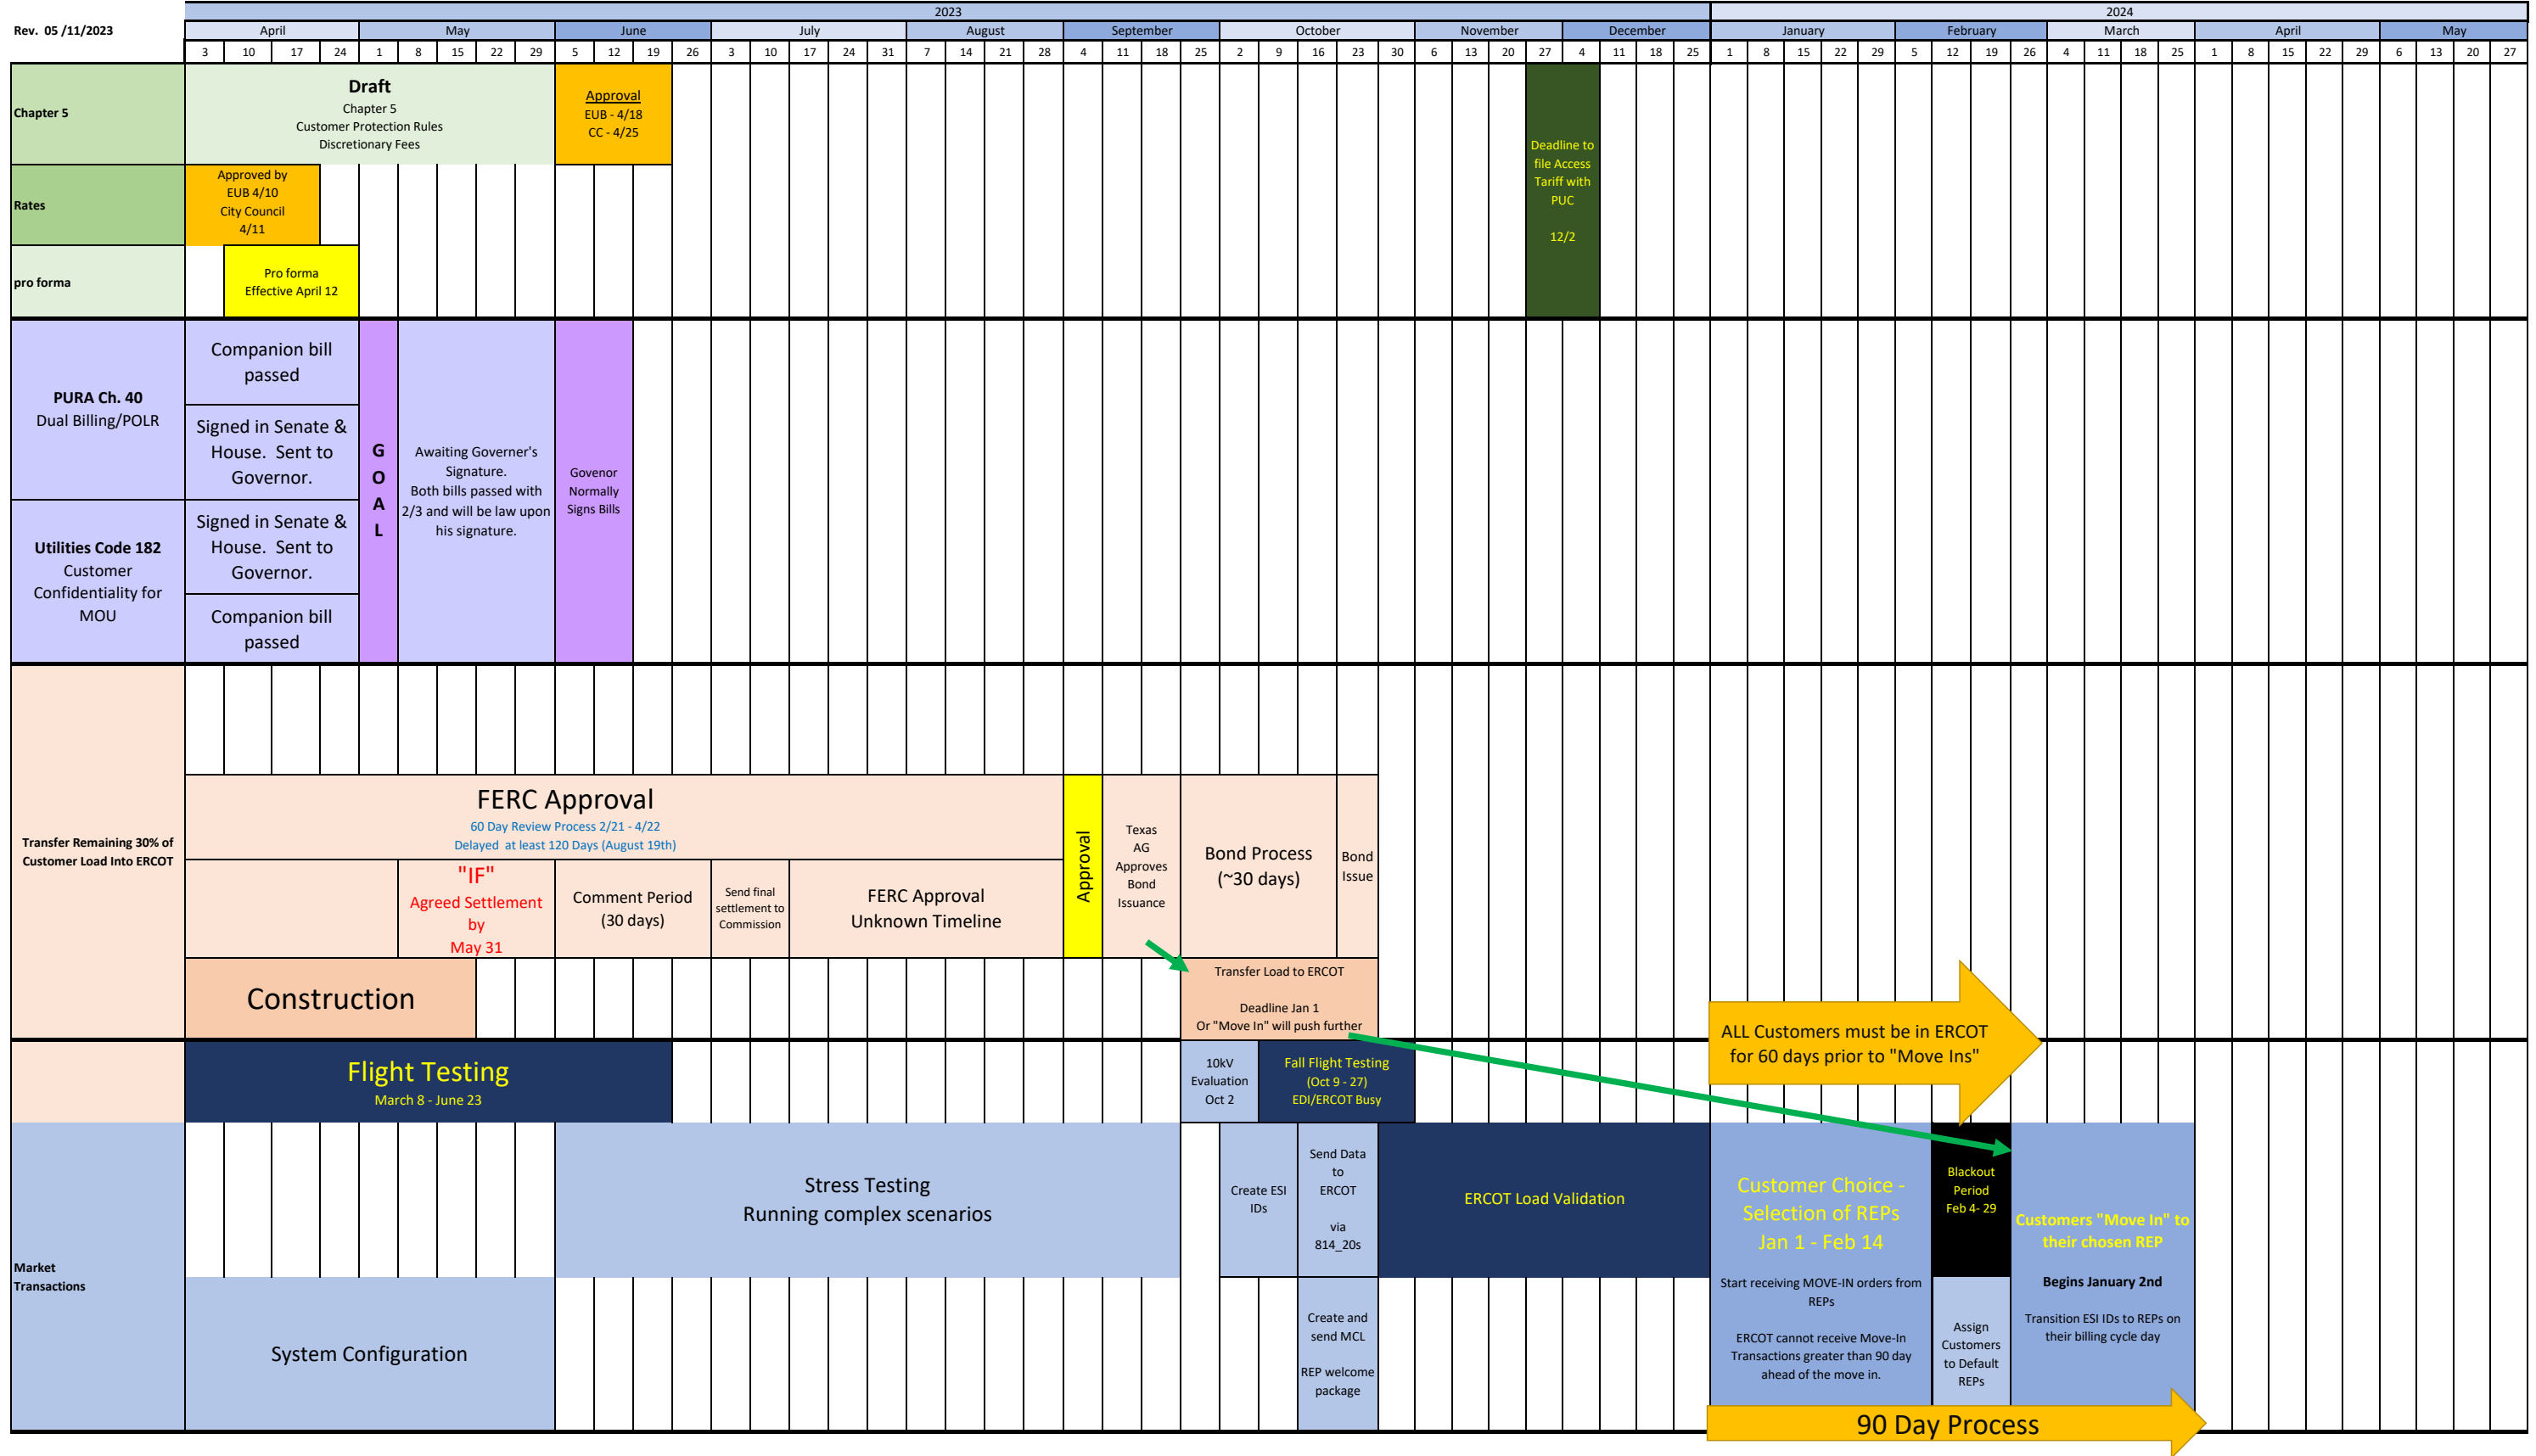 2023
2024
Rev. 05 /11/2023
April
May
June
July
August
September
October
November
December
January
February
March
April
May
3 10 17 24 1 8 15 22 29 5 12 19 26 3 10 17 24 31 7 14 21 28 4 11 18 25 2 9 16 23 30 6 13 20 27 4 11 18 25 1 8 15 22 29 5 12 19 26 4 11 18 25 1 8 15 22 29 6 13 20 27
Chapter 5
Draft
Chapter 5
Customer Protection Rules
Discretionary Fees
Approval
EUB - 4/18
CC - 4/25
Deadline to
file Access
Tariff with
PUC
12/2
Rates
Approved by
EUB 4/10
City Council
4/11
pro forma
Pro forma
Effective April 12
PURA Ch. 40
Dual Billing/POLR
Companion bill
passed
Signed in Senate &
House. Sent to
Governor.
G
O
A
L
Awaiting Governer's
Signature.
Both bills passed with
2/3 and will be law upon
his signature.
Govenor
Normally
Signs Bills
Utilities Code 182
Customer
Confidentiality for
MOU
Signed in Senate &
House. Sent to
Governor.
Companion bill
passed
Transfer Remaining 30% of
Customer Load Into ERCOT
FERC Approval
60 Day Review Process 2/21 - 4/22
Delayed at least 120 Days (August 19th)
"IF"
Agreed Settlement
by
May 31
Comment Period
(30 days)
Send final
settlement to
Commission
FERC Approval
Unknown Timeline
Approval
Texas
AG
Approves
Bond
Issuance
Bond Process
(~30 days)
Bond
Issue
Construction
Transfer Load to ERCOT
Deadline Jan 1
Or "Move In" will push further
ALL Customers must be in ERCOT
for 60 days prior to "Move Ins"
Flight Testing
March 8 - June 23
10kV
Evaluation
Oct 2
Fall Flight Testing
(Oct 9 - 27)
EDI/ERCOT Busy
Market
Transactions
Stress Testing
Running complex scenarios
Create ESI
IDs
Send Data
to
ERCOT
via
814_20s
ERCOT Load Validation
Customer Choice -
Selection of REPs
Jan 1 - Feb 14
Start receiving MOVE-IN orders from
REPs
ERCOT cannot receive Move-In
Transactions greater than 90 day
ahead of the move in.
Blackout
Period
Feb 4- 29
Customers "Move In" to
their chosen REP
Begins January 2nd
Transition ESI IDs to REPs on
their billing cycle day
System Configuration
Create and
send MCL
REP welcome
package
Assign
Customers
to Default
REPs
90 Day Process